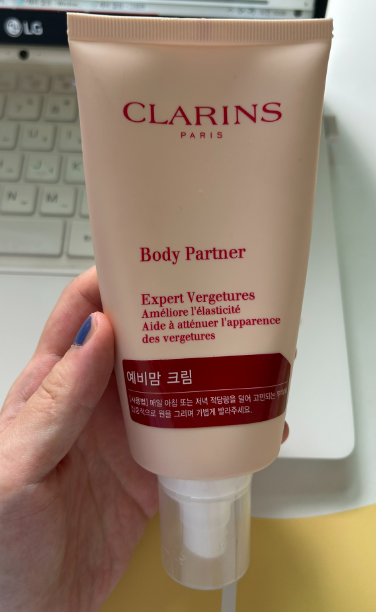 LG
CLARINS
PARIS
Body Partner
Expert Vergetures
Améliore l'élasticité
Aide à atténuer l'apparence
des vergetures
예비맘 크림
[사용법] 매일 아침 또는 저녁 적당량을 덜어 고민되는
집중적으로 원을 그리며 가볍게 발라주세요.